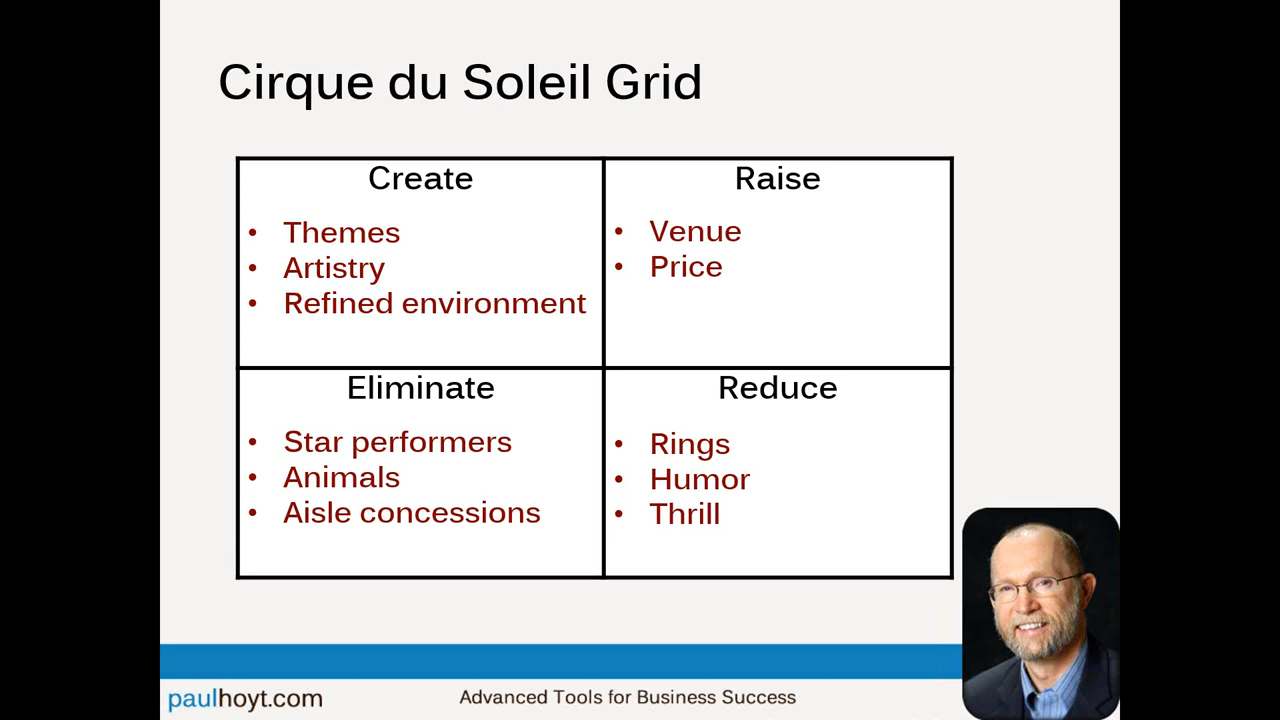 Cirque du Soleil Grid
Create
• Themes
• Artistry
• Refined environment
Raise
• Venue
• Price
Eliminate
• Star performers
• Animals
• Aisle concessions
Reduce
• Rings
• Humor
• Thrill
paulhoyt.com
Advanced Tools for Business Success